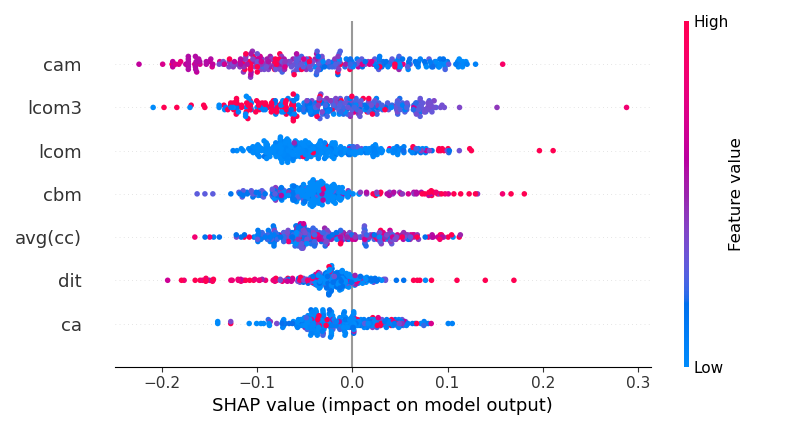 High
cam
lcom3
lcom
cbm
avg(cc)
dit
ca
Feature value
Low
−0.2 −0.1 0.0 0.1 0.2 0.3
SHAP value (impact on model output)